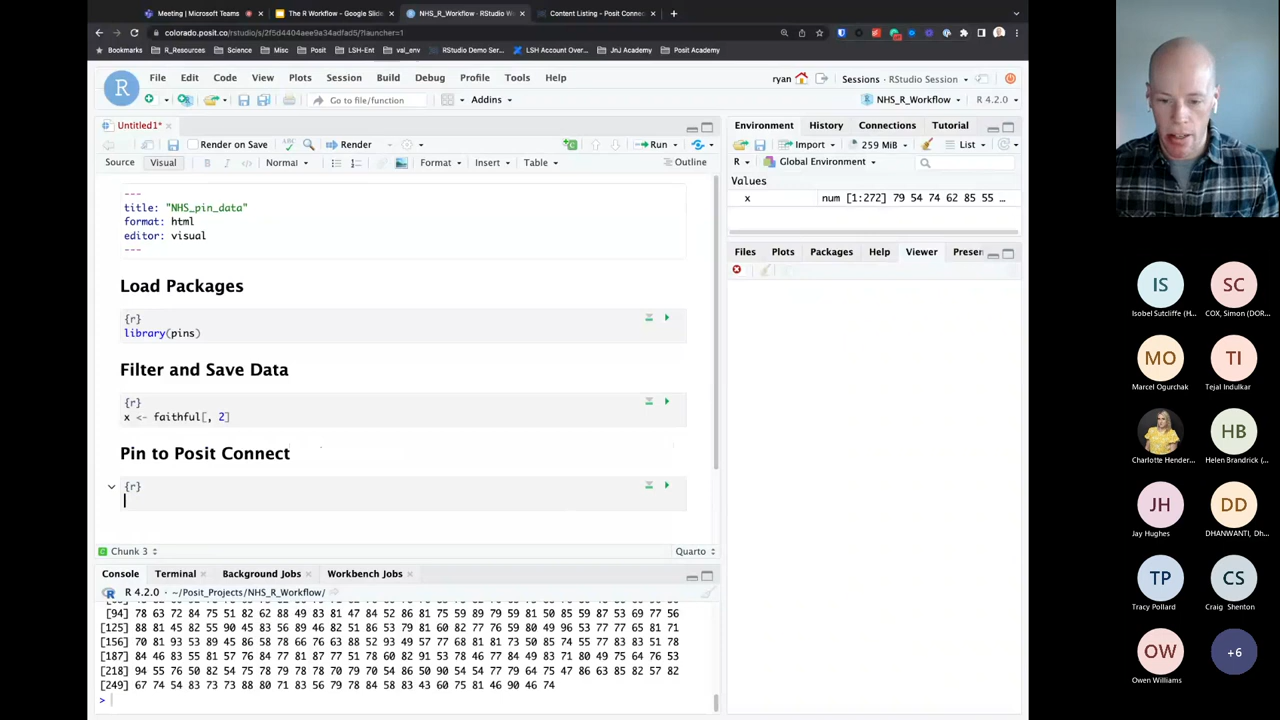 Meeting | Microsoft Teams
The R Workflow - Google Slid
NHS_R_Workflow - RStudio W
Content Listing - Posit Connec
colorado.posit.co/rstudio/s/2f5d4404aee9a34adfad5/?launcher=1
Bookmarks
R_Resources
Science
Misc
Posit
LSH-Ent
val_env
RStudio Demo Ser...
LSH Account Over...
JnJ Academy
Posit Academy
R
File
Edit
Code
View
Plots
Session
Build
Debug
Profile
Tools
Help
ryan
Sessions
RStudio Session
Go to file/function
Addins
NHS_R_Workflow
R 4.2.0
Untitled1*
Render on Save
Render
Run
Source
Visual
B
I
</>
Normal
Format
Insert
Table
Outline
---
title: "NHS_pin_data"
format: html
editor: visual
---
Load Packages
{r}
library(pins)
Filter and Save Data
{r}
x <- faithful[, 2]
Pin to Posit Connect
{r}
Chunk 3
Quarto
Console
Terminal
Background Jobs
Workbench Jobs
R 4.2.0 · ~/Posit_Projects/NHS_R_Workflow/
[94] 78 63 72 84 75 51 82 62 88 49 83 81 47 84 52 86 81 75 59 89 79 59 81 50 85 59 87 53 69 77 56
[125] 88 81 45 82 55 90 45 83 56 89 46 82 51 86 53 79 81 60 82 77 76 59 80 49 96 53 77 77 65 81 71
[156] 70 81 93 53 89 45 86 58 78 66 76 63 88 52 93 49 57 77 68 81 81 73 50 85 74 55 77 83 83 51 78
[187] 84 46 83 55 81 57 76 84 77 81 87 77 51 78 60 82 91 53 78 46 77 84 49 83 71 80 49 75 64 76 53
[218] 94 55 76 50 82 54 75 78 79 78 78 70 79 70 54 86 50 90 54 54 77 79 64 75 47 86 63 85 82 57 82
[249] 67 74 54 83 73 73 88 80 71 83 56 79 78 84 58 83 43 60 75 81 46 90 46 74
>
Environment
History
Connections
Tutorial
Import
259 MiB
List
R
Global Environment
Values
x
num [1:272] 79 54 74 62 85 55 ...
Files
Plots
Packages
Help
Viewer
Presen
IS
Isobel Sutcliffe (H...
SC
COX, Simon (DOR...
MO
Marcel Ogurchak
TI
Tejal Indulkar
Charlotte Hender...
HB
Helen Brandrick (...
JH
Jay Hughes
DD
DHANWANTI, Dh...
TP
Tracy Pollard
CS
Craig Shenton
OW
Owen Williams
+6